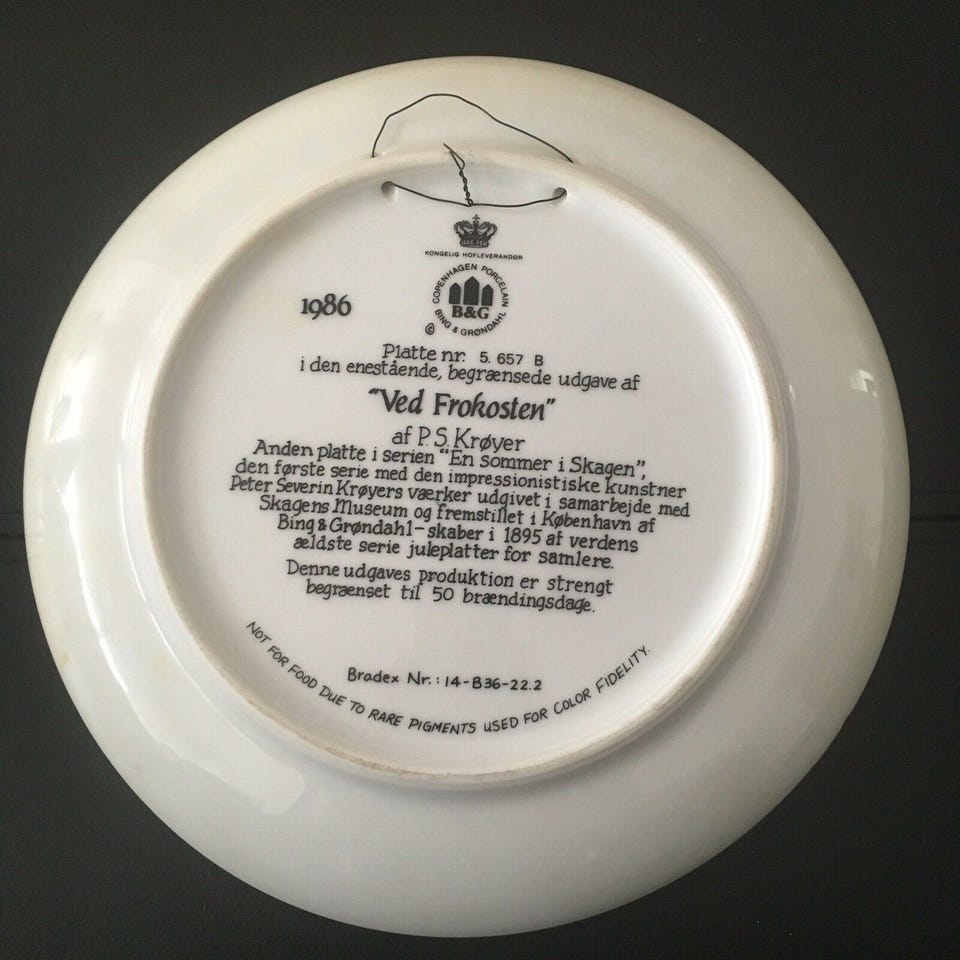 KONGELIG HOFLEVERANDØR
COPENHAGEN PORCELAIN
B&G
© BING & GRØNDAHL
1986
Platte nr. 5. 657 B
i den enestående, begrænsede udgave af
"Ved Frokosten"
af P. S. Krøyer
Anden platte i serien "En sommer i Skagen",
den første serie med den impressionistiske kunstner
Peter Severin Krøyers værker udgivet i samarbejde med
Skagens Museum og fremstillet i København af
Bing & Grøndahl - skaber i 1895 af verdens
ældste serie juleplatter for samlere.
Denne udgaves produktion er strengt
begrænset til 50 brændingsdage.
Bradex Nr.: 14-B36-22.2
NOT FOR FOOD DUE TO RARE PIGMENTS USED FOR COLOR FIDELITY.